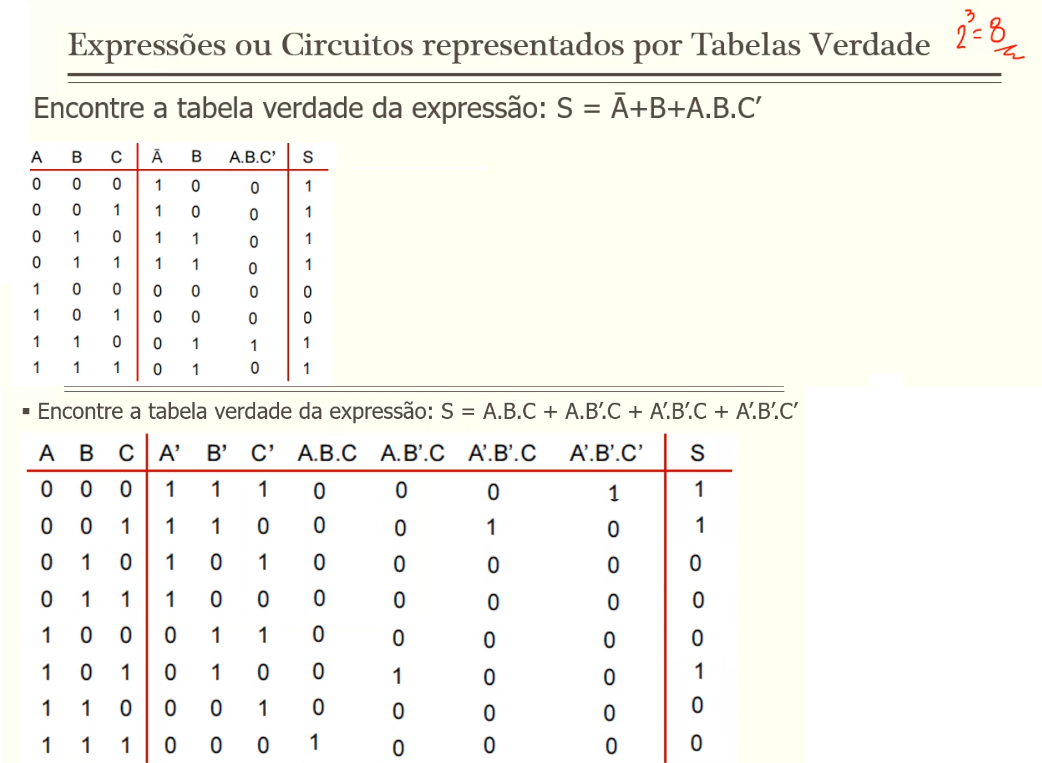 Expressões ou Circuitos representados por Tabelas Verdade 2³=8
Encontre a tabela verdade da expressão: S = Ā+B+A.B.C′
A B C Ā B A.B.C' S
0 0 0 1 0 0 1
0 0 1 1 0 0 1
0 1 0 1 1 0 1
0 1 1 1 1 0 1
1 0 0 0 0 0 0
1 0 1 0 0 0 0
1 1 0 0 1 1 1
1 1 1 0 1 0 1
▪ Encontre a tabela verdade da expressão: S = A.B.C + A.B′.C + A′.B′.C + A′.B′.C′
A B C A' B' C' A.B.C A.B'.C A'.B'.C A'.B'.C' S
0 0 0 1 1 1 0 0 0 1 1
0 0 1 1 1 0 0 0 1 0 1
0 1 0 1 0 1 0 0 0 0 0
0 1 1 1 0 0 0 0 0 0 0
1 0 0 0 1 1 0 0 0 0 0
1 0 1 0 1 0 0 1 0 0 1
1 1 0 0 0 1 0 0 0 0 0
1 1 1 0 0 0 1 0 0 0 0